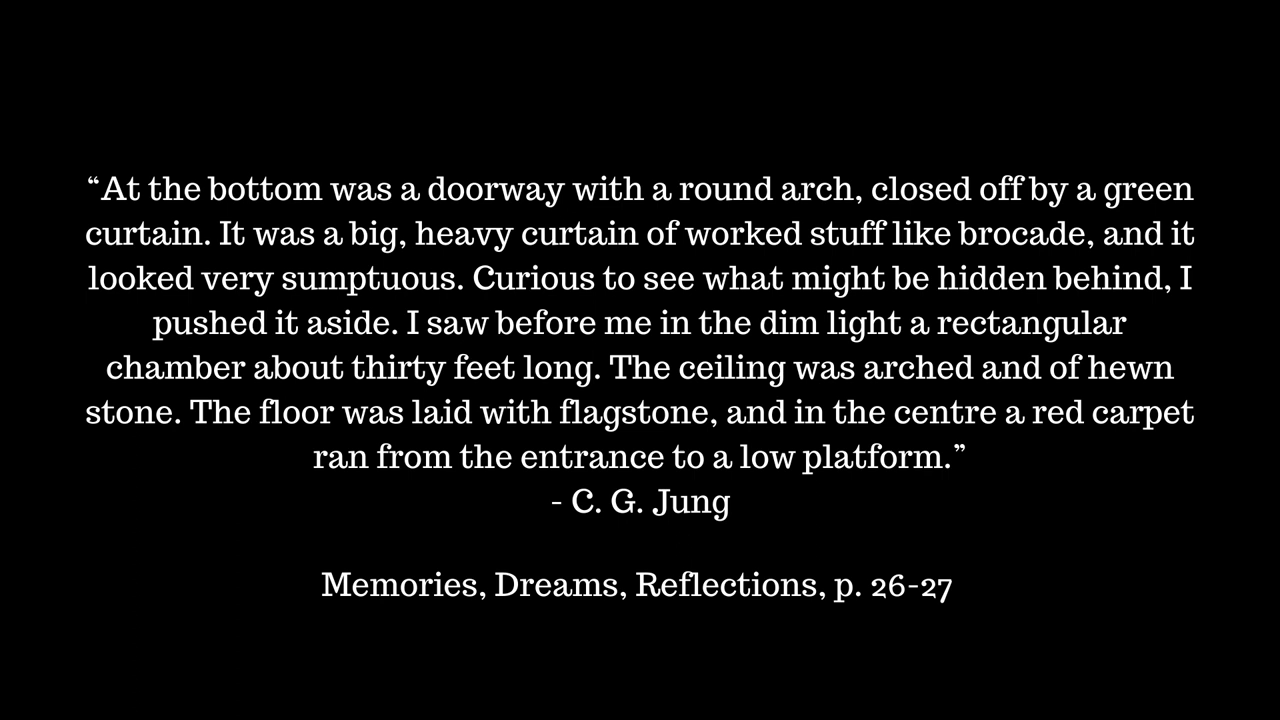 “At the bottom was a doorway with a round arch, closed off by a green
curtain. It was a big, heavy curtain of worked stuff like brocade, and it
looked very sumptuous. Curious to see what might be hidden behind, I
pushed it aside. I saw before me in the dim light a rectangular
chamber about thirty feet long. The ceiling was arched and of hewn
stone. The floor was laid with flagstone, and in the centre a red carpet
ran from the entrance to a low platform.”
- C. G. Jung
Memories, Dreams, Reflections, p. 26-27